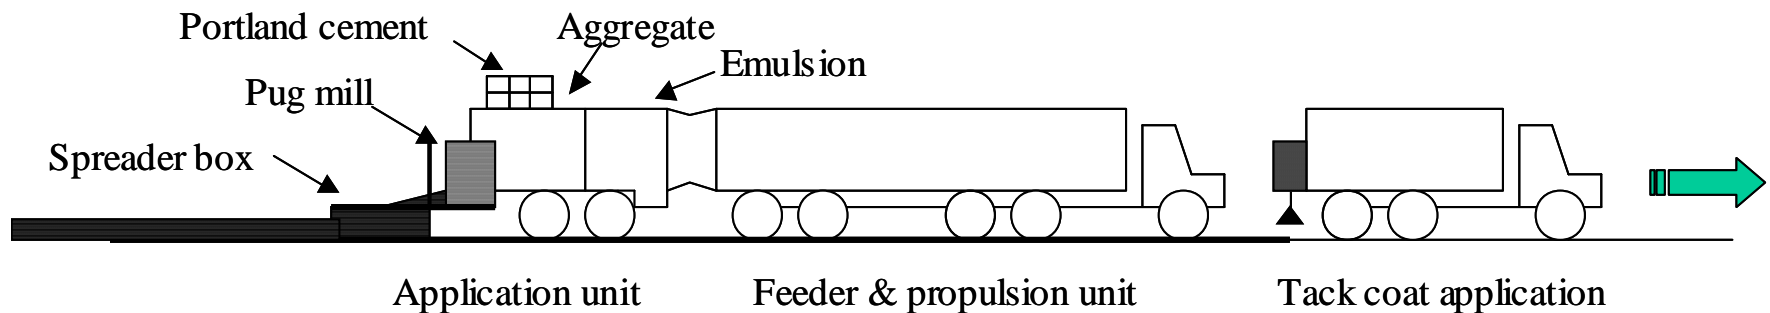 Portland cement
Aggregate
Emulsion
Pug mill
Spreader box
Application unit
Feeder & propulsion unit
Tack coat application